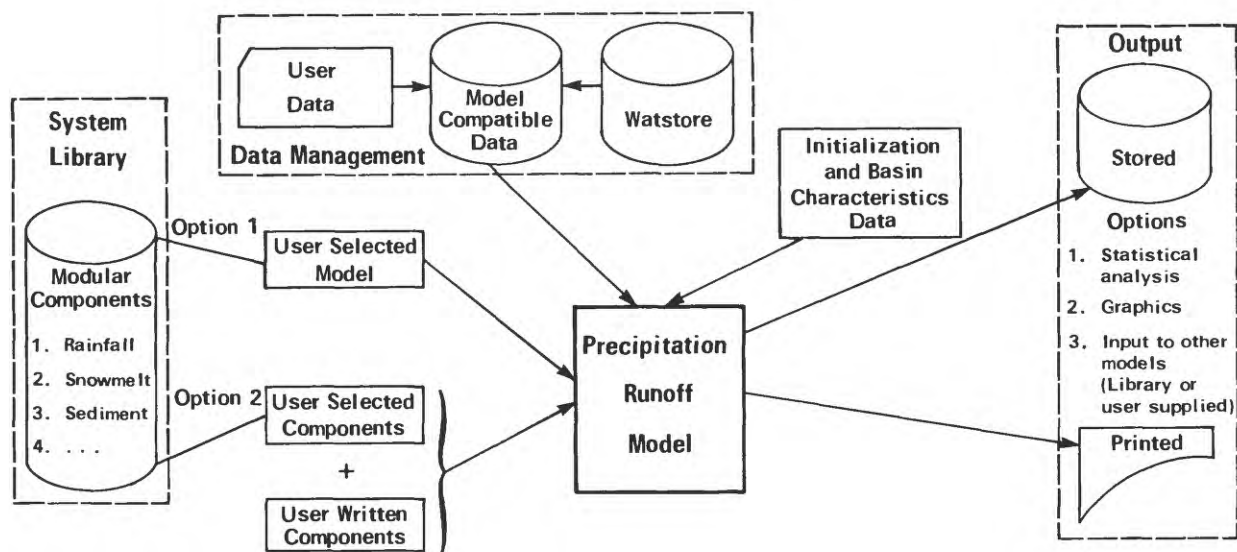 System
Library
Modular
Components
1. Rainfall
2. Snowmelt
3. Sediment
4. . . .
Option 1
User Selected
Model
Option 2
User Selected
Components
+
User Written
Components
User
Data
Model
Compatible
Data
Watstore
Data Management
Initialization
and Basin
Characteristics
Data
Precipitation
Runoff
Model
Output
Stored
Options
1. Statistical
analysis
2. Graphics
3. Input to other
models
(Library or
user supplied)
Printed